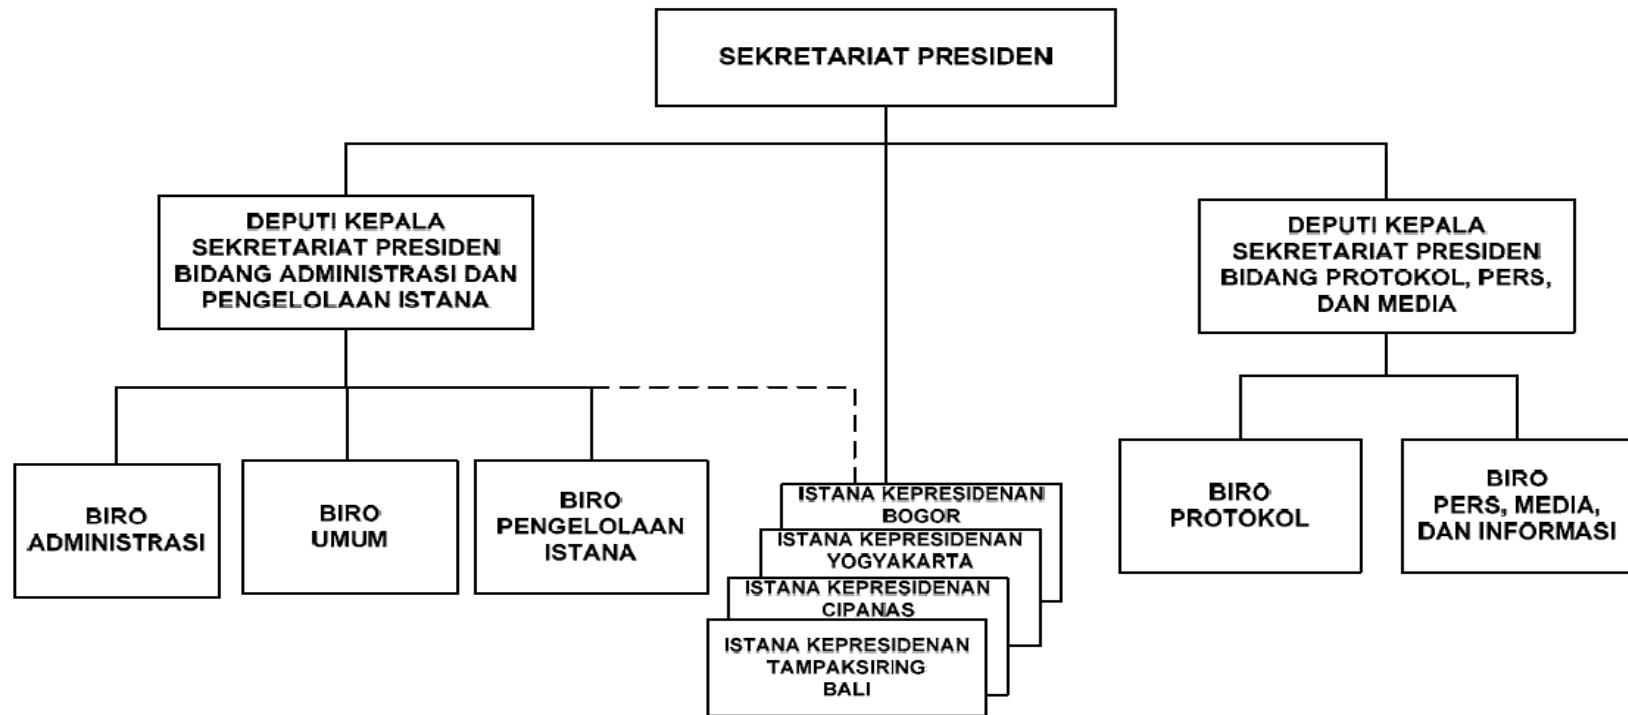 SEKRETARIAT PRESIDEN
DEPUTI KEPALA
SEKRETARIAT PRESIDEN
BIDANG ADMINISTRASI DAN
PENGELOLAAN ISTANA
DEPUTI KEPALA
SEKRETARIAT PRESIDEN
BIDANG PROTOKOL, PERS,
DAN MEDIA
BIRO
ADMINISTRASI
BIRO
UMUM
BIRO
PENGELOLAAN
ISTANA
ISTANA KEPRESIDENAN
BOGOR
ISTANA KEPRESIDENAN
YOGYAKARTA
ISTANA KEPRESIDENAN
CIPANAS
ISTANA KEPRESIDENAN
TAMPAKSIRING
BALI
BIRO
PROTOKOL
BIRO
PERS, MEDIA,
DAN INFORMASI